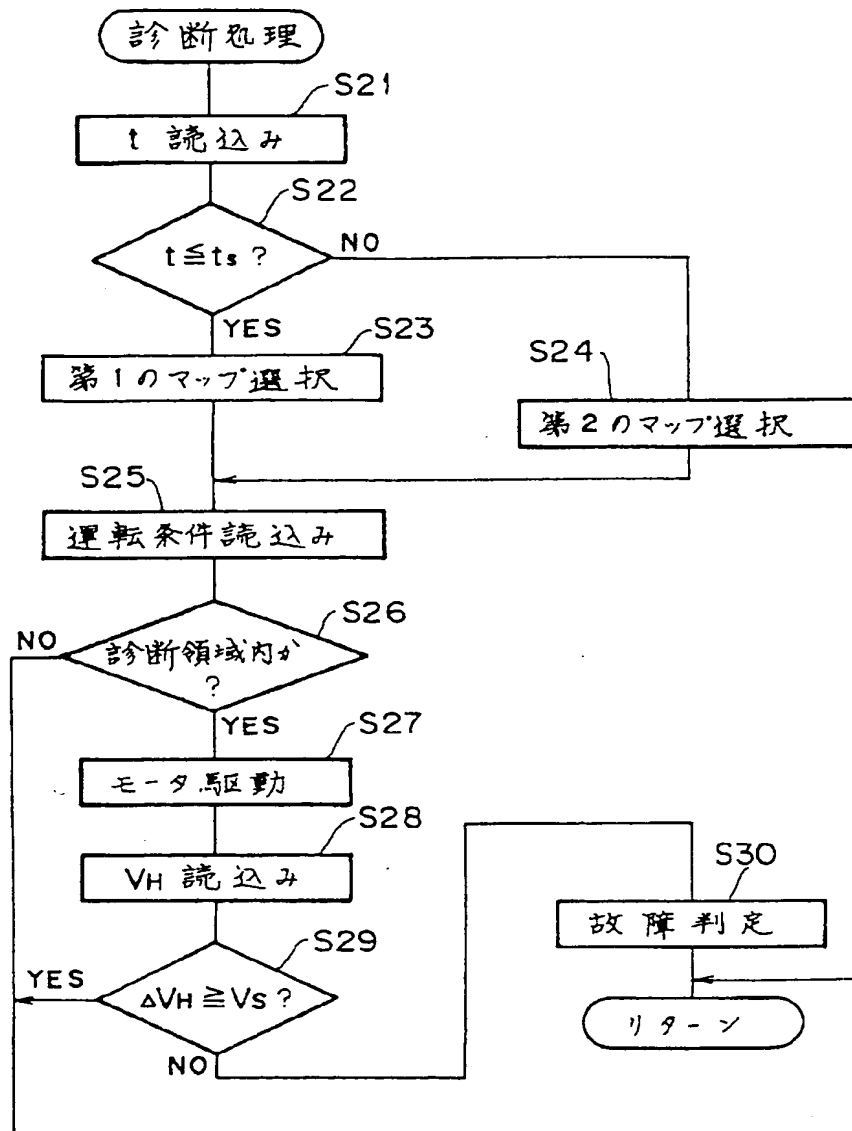 診断処理
S21
t 読込み
S22
t≦ts?
NO
YES
S23
第1のマップ選択
S24
第2のマップ選択
S25
運転条件読込み
S26
診断領域内か
?
NO
YES
S27
モータ駆動
S28
VH 読込み
S29
ΔVH≧VS?
YES
NO
S30
故障判定
リターン